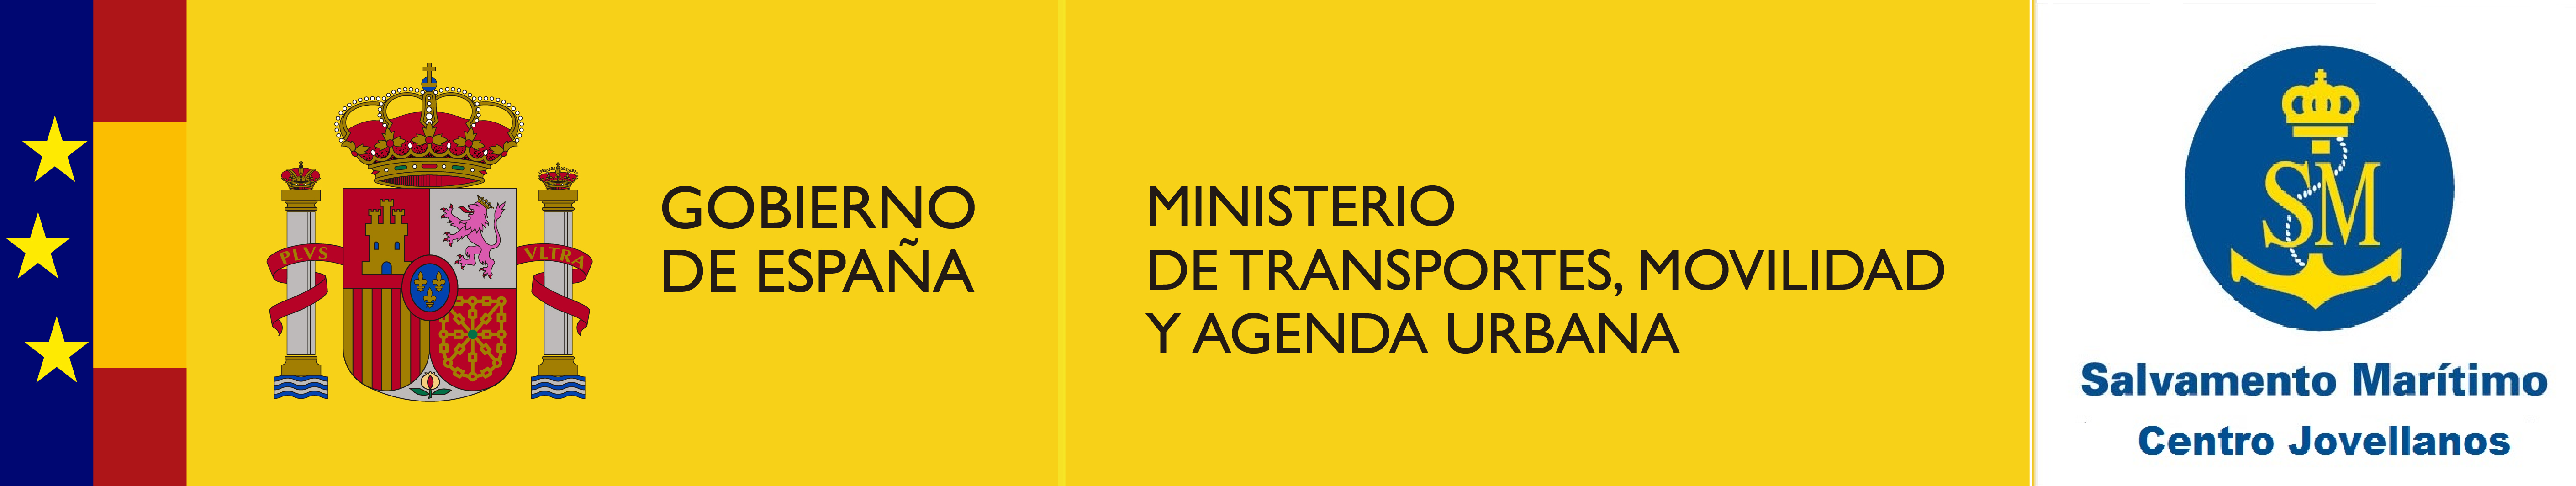 PLVS
VLTRA
GOBIERNO
DE ESPAÑA
MINISTERIO
DE TRANSPORTES, MOVILIDAD
Y AGENDA URBANA
SM
Salvamento Marítimo
Centro Jovellanos